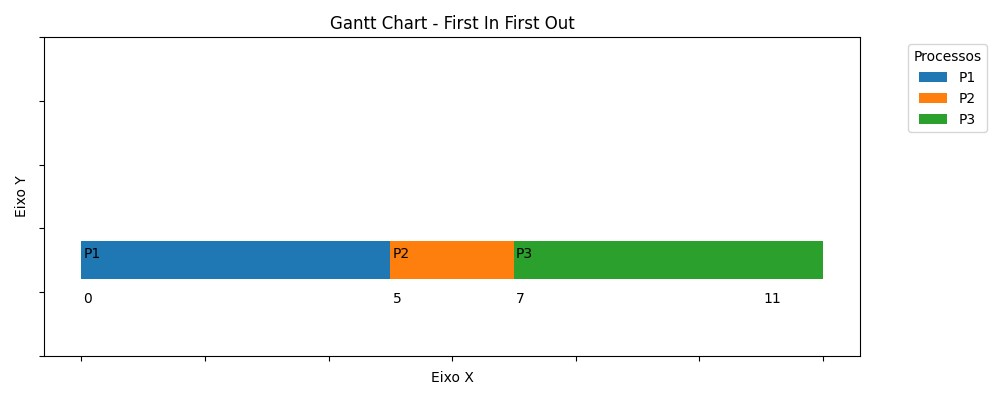 Gantt Chart - First In First Out
Processos
P1
P2
P3
Eixo Y
P1 P2 P3
0 5 7 11
Eixo X